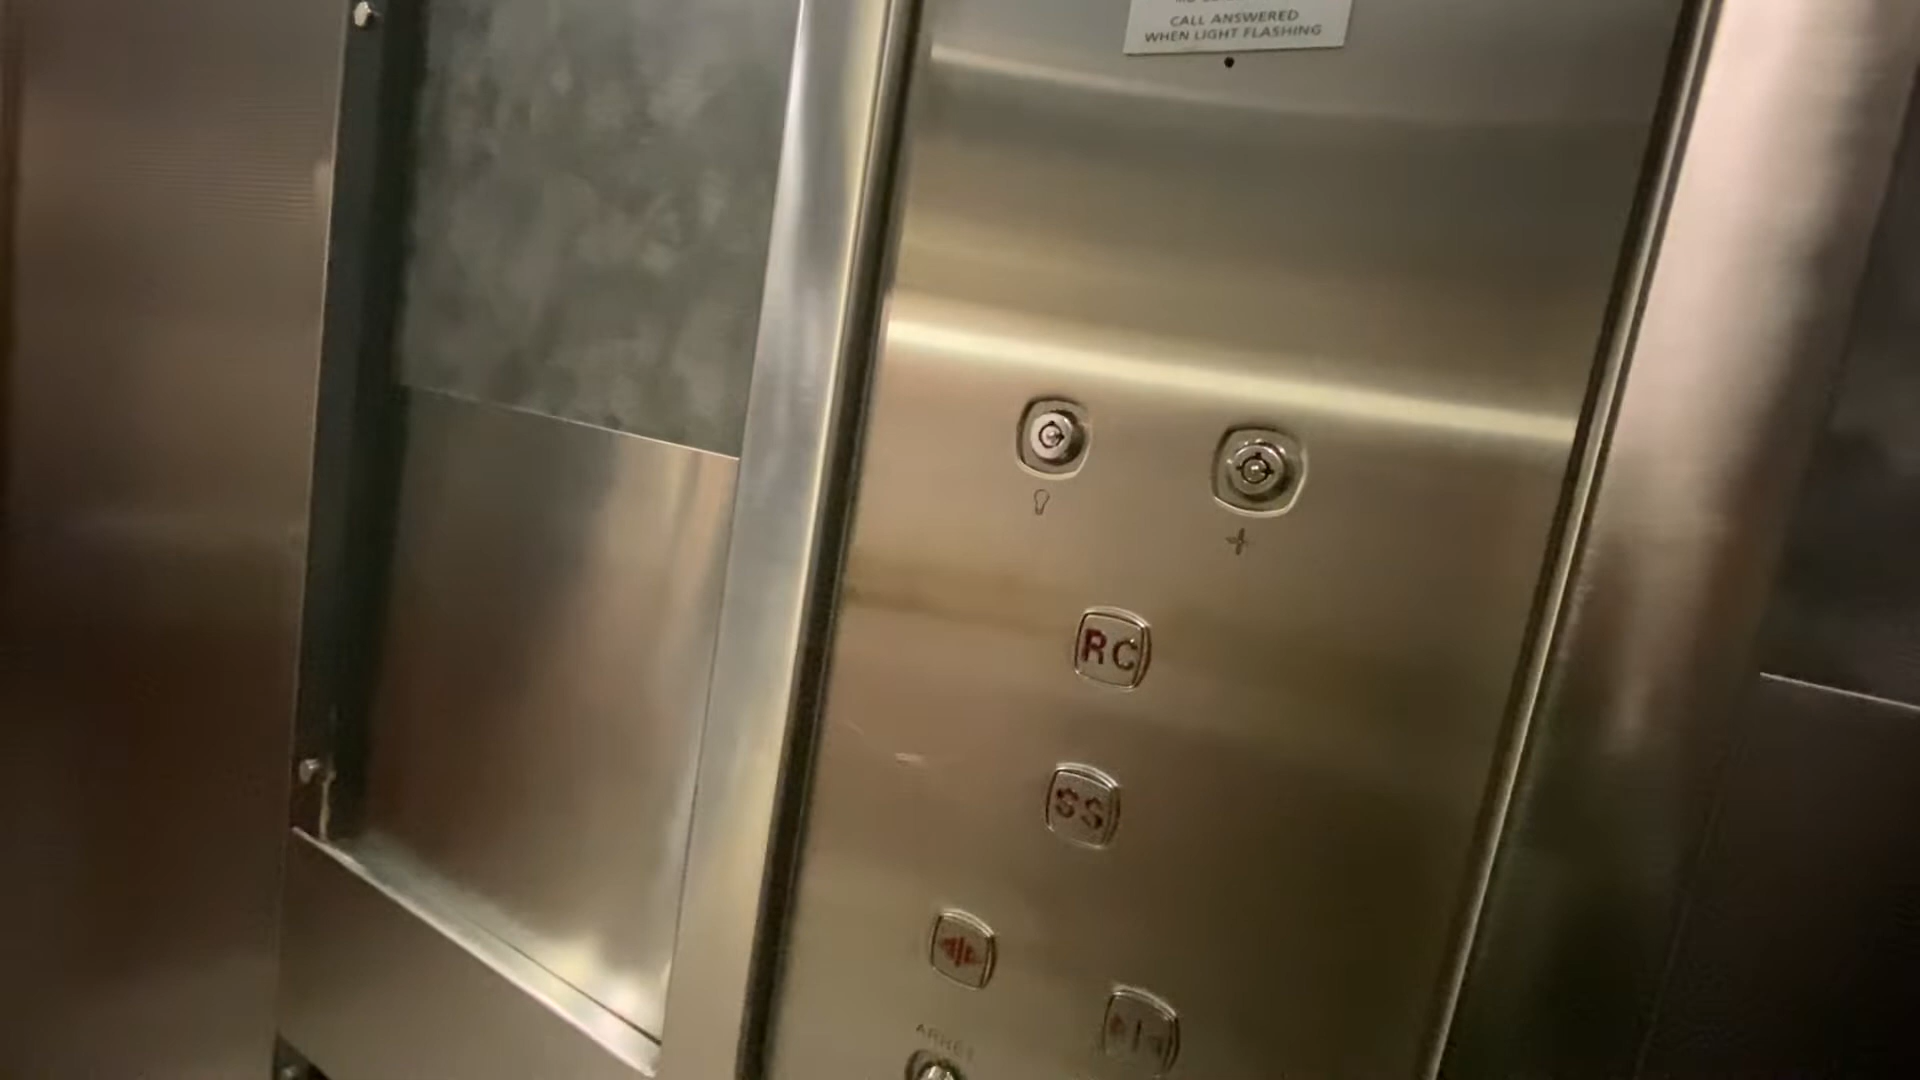 CALL ANSWERED
WHEN LIGHT FLASHING
RC
SS
ARRET